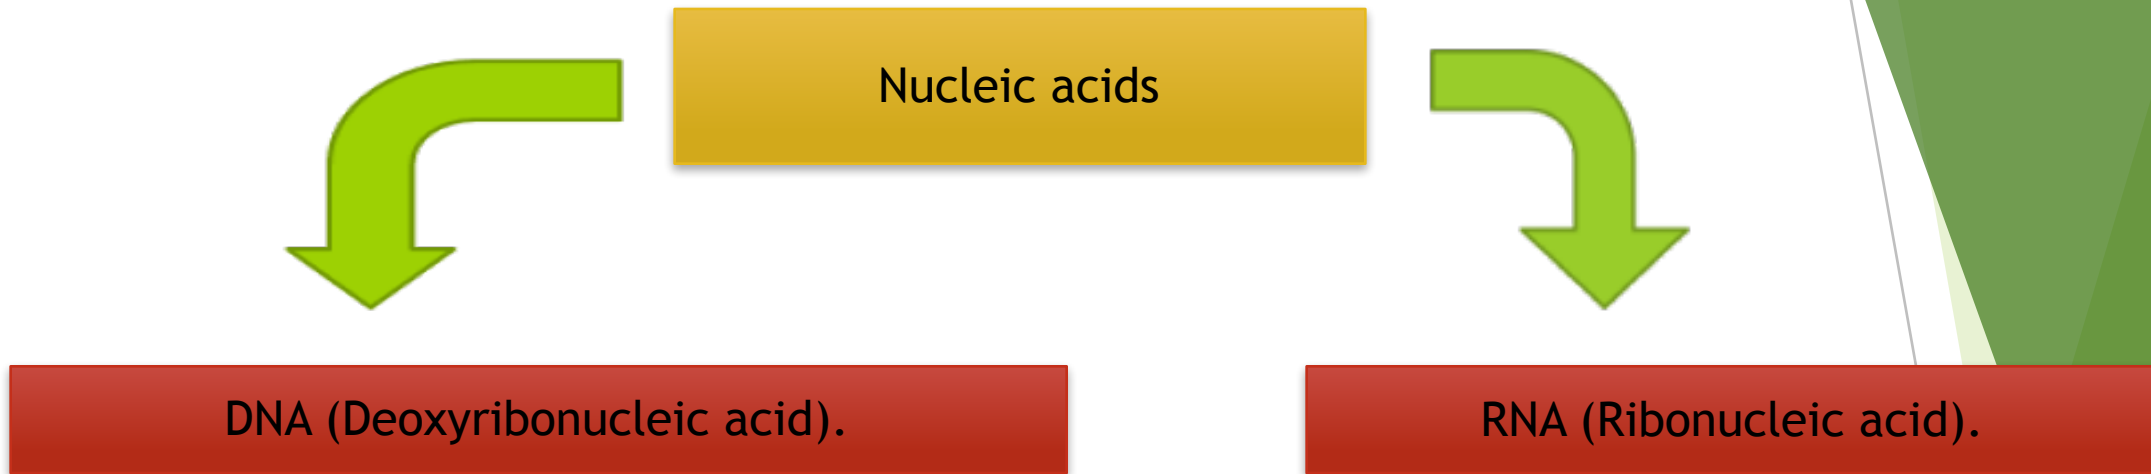 Nucleic acids
DNA (Deoxyribonucleic acid).
RNA (Ribonucleic acid).